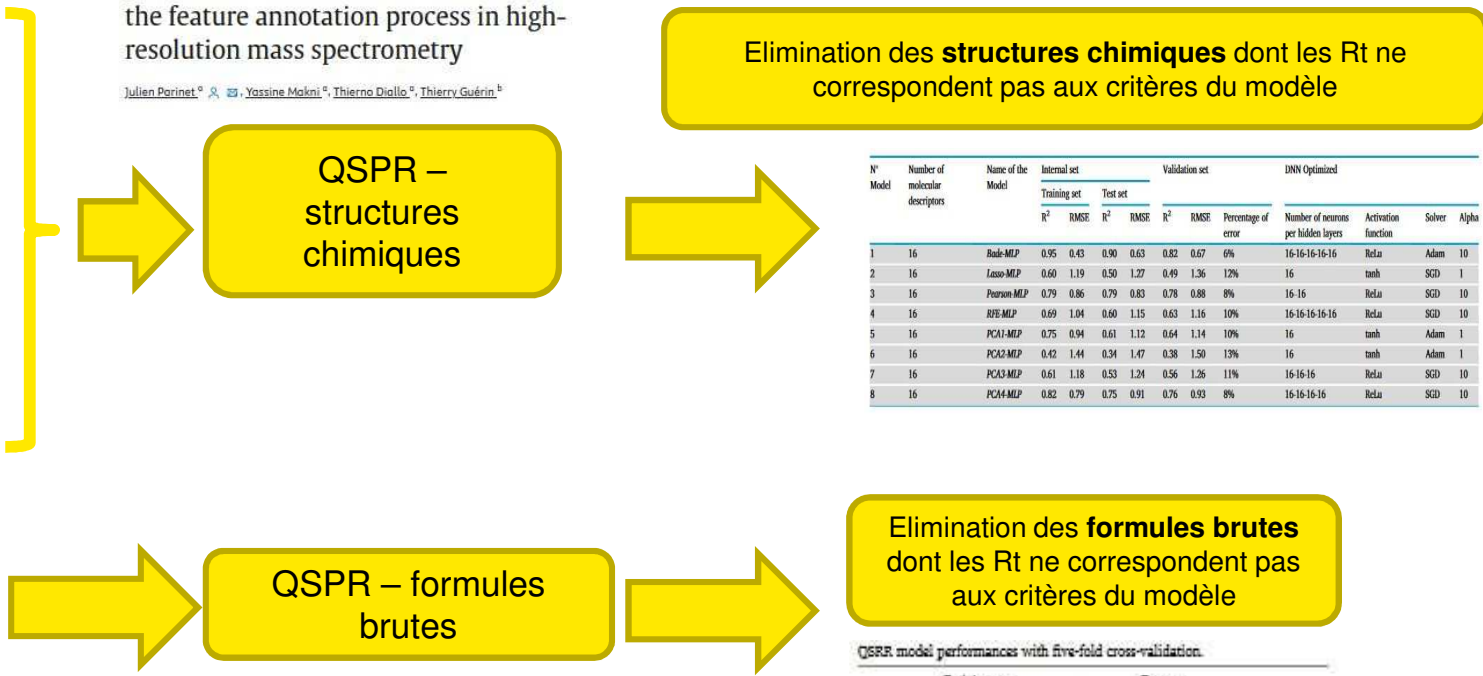 the feature annotation process in high-
resolution mass spectrometry
Julien Parinet a, Yassine Makni a, Thierno Diallo a, Thierry Guérin b
Elimination des structures chimiques dont les Rt ne
correspondent pas aux critères du modèle
QSPR –
structures
chimiques
N° Model Number of molecular descriptors Name of the Model Internal set Validation set DNN Optimized
Training set Test set
R2 RMSE R2 RMSE R2 RMSE Percentage of error Number of neurons per hidden layers Activation function Solver Alpha
1 16 Bade-MLP 0.95 0.43 0.90 0.63 0.82 0.67 6% 16-16-16-16-16 ReLu Adam 10
2 16 Lasso-MLP 0.60 1.19 0.50 1.27 0.49 1.36 12% 16 tanh SGD 1
3 16 Pearson-MLP 0.79 0.86 0.79 0.83 0.78 0.88 8% 16-16 ReLu SGD 10
4 16 RFE-MLP 0.69 1.04 0.60 1.15 0.63 1.16 10% 16-16-16-16-16 ReLu SGD 10
5 16 PCA1-MLP 0.75 0.94 0.61 1.12 0.64 1.14 10% 16 tanh Adam 1
6 16 PCA2-MLP 0.42 1.44 0.34 1.47 0.38 1.50 13% 16 tanh Adam 1
7 16 PCA3-MLP 0.61 1.18 0.53 1.24 0.56 1.26 11% 16-16-16 ReLu SGD 10
8 16 PCA4-MLP 0.82 0.79 0.75 0.91 0.76 0.93 8% 16-16-16-16 ReLu SGD 10
QSPR – formules
brutes
Elimination des formules brutes
dont les Rt ne correspondent pas
aux critères du modèle
QSRR model performances with five-fold cross-validation.